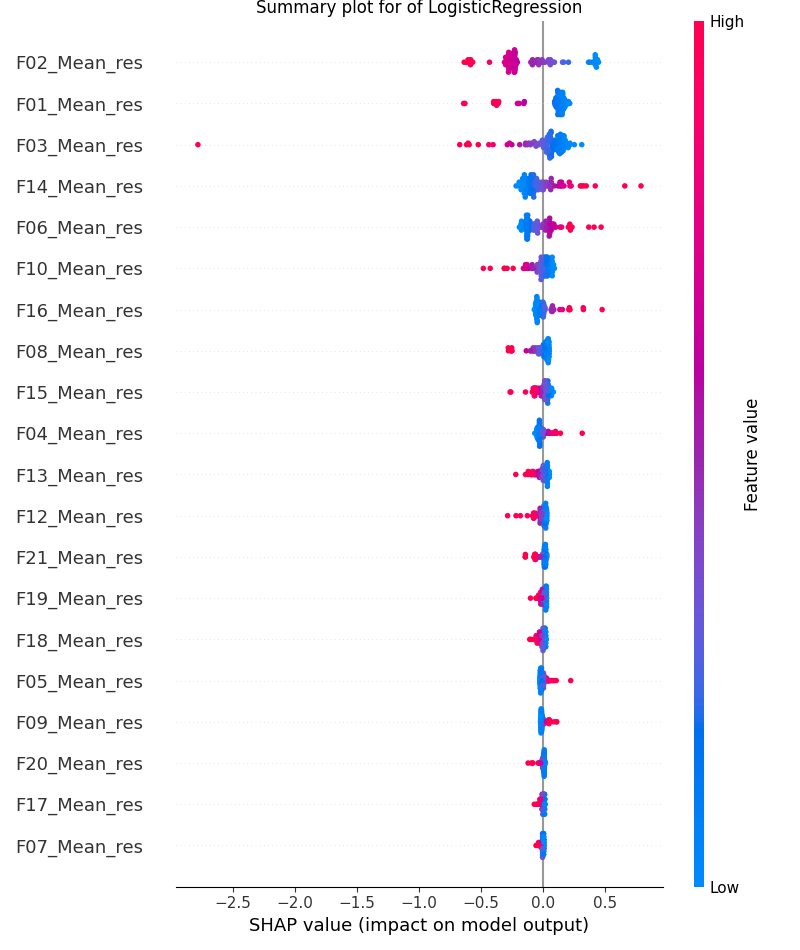 Summary plot for of LogisticRegression
High
F02_Mean_res
F01_Mean_res
F03_Mean_res
F14_Mean_res
F06_Mean_res
F10_Mean_res
F16_Mean_res
F08_Mean_res
F15_Mean_res
F04_Mean_res
F13_Mean_res
F12_Mean_res
F21_Mean_res
F19_Mean_res
F18_Mean_res
F05_Mean_res
F09_Mean_res
F20_Mean_res
F17_Mean_res
F07_Mean_res
Feature value
Low
−2.5 −2.0 −1.5 −1.0 −0.5 0.0 0.5
SHAP value (impact on model output)